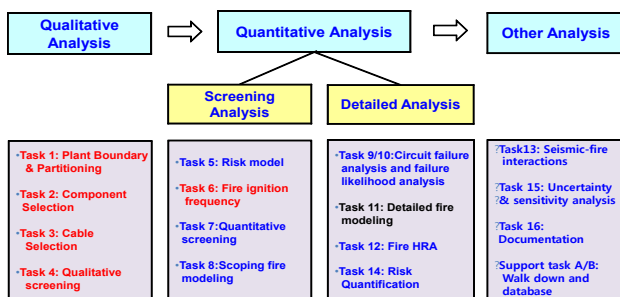 Qualitative
Analysis
Quantitative Analysis
Other Analysis
Screening
Analysis
Detailed Analysis
•Task 1: Plant Boundary
& Partitioning
•Task 2: Component
Selection
•Task 3: Cable
Selection
•Task 4: Qualitative
screening
•Task 5: Risk model
•Task 6: Fire ignition
frequency
•Task 7:Quantitative
screening
•Task 8:Scoping fire
modeling
•Task 9/10:Circuit failure
analysis and failure
likelihood analysis
•Task 11: Detailed fire
modeling
•Task 12: Fire HRA
•Task 14: Risk
Quantification
?Task13: Seismic-fire
interactions
?Task 15: Uncertainty
?& sensitivity analysis
?Task 16:
Documentation
?Support task A/B:
Walk down and
database